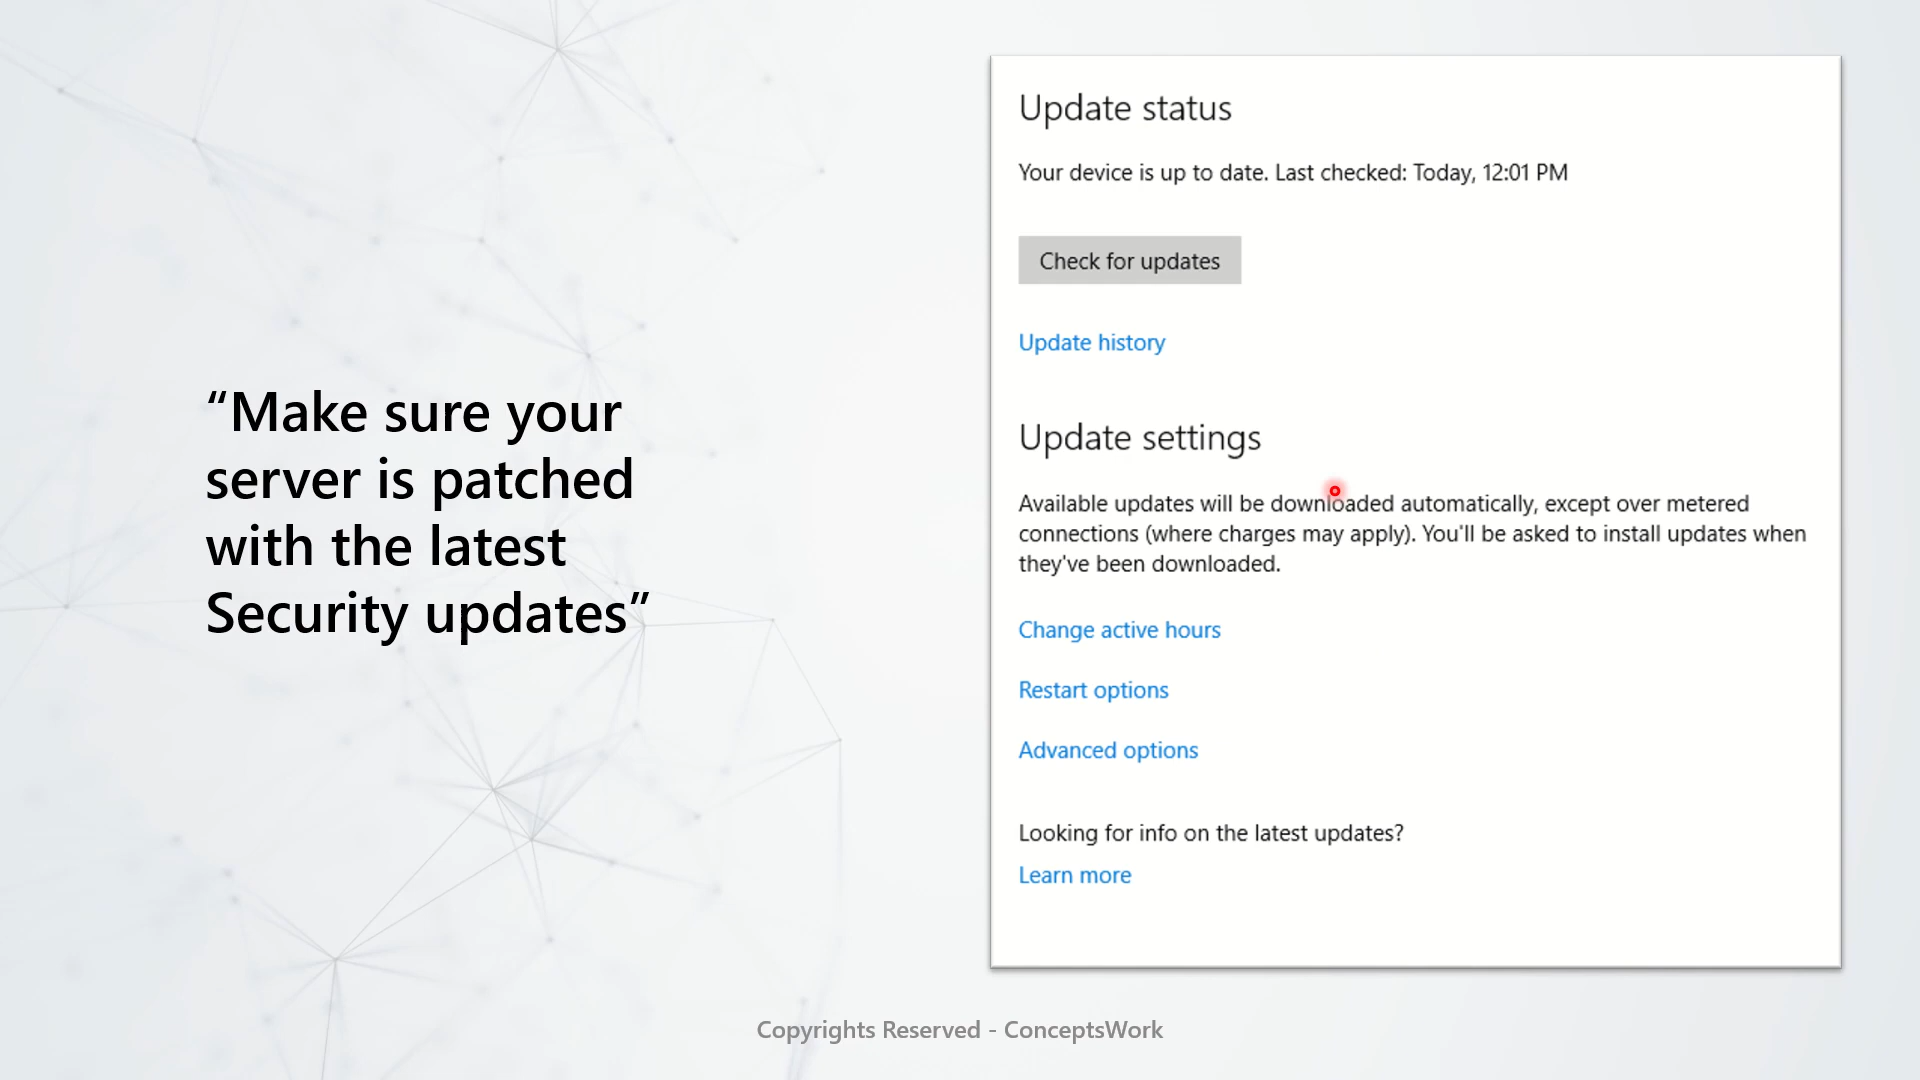 “Make sure your
server is patched
with the latest
Security updates”
Update status
Your device is up to date. Last checked: Today, 12:01 PM
Check for updates
Update history
Update settings
Available updates will be downloaded automatically, except over metered
connections (where charges may apply). You'll be asked to install updates when
they've been downloaded.
Change active hours
Restart options
Advanced options
Looking for info on the latest updates?
Learn more
Copyrights Reserved - ConceptsWork